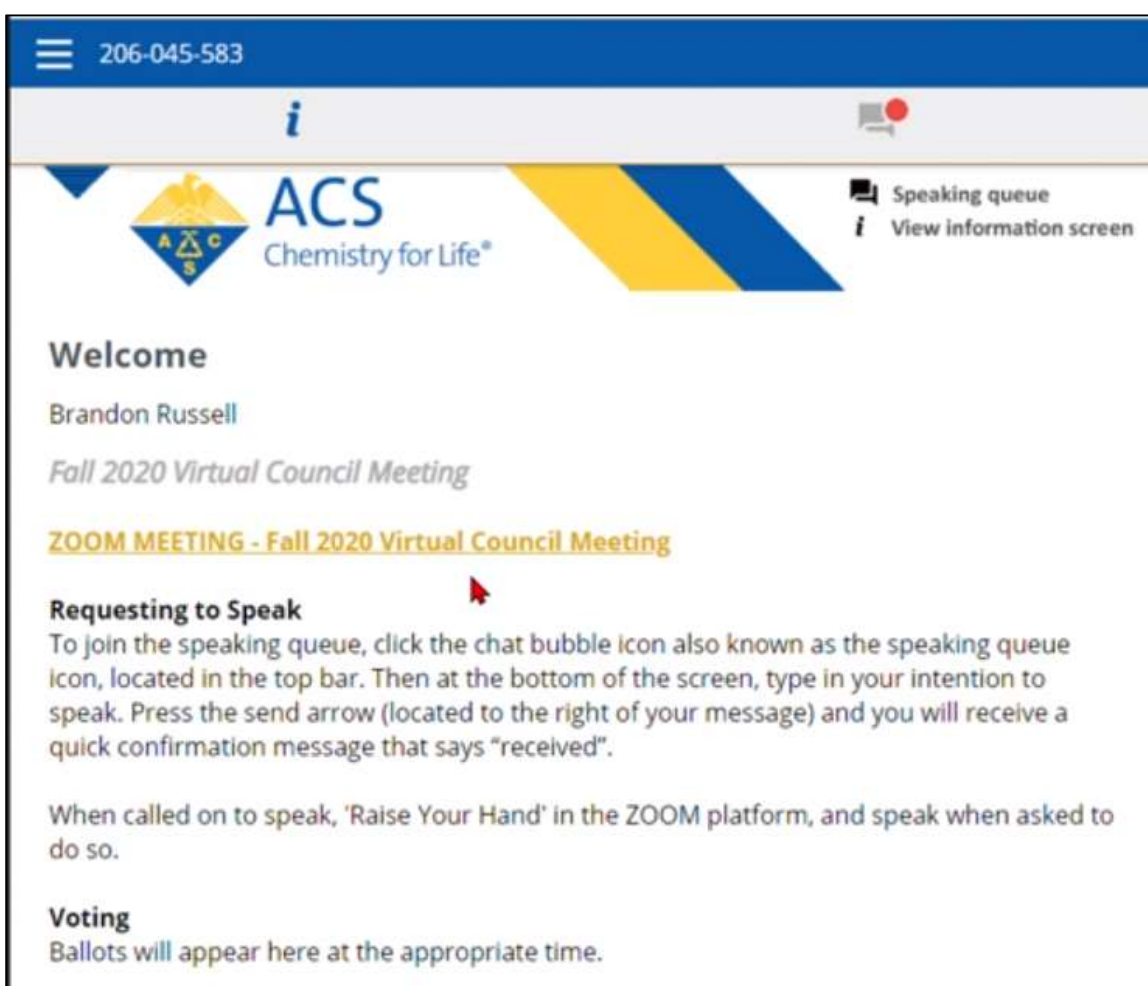 206-045-583
i
ACS
Chemistry for Life®
A C S
Speaking queue
i View information screen
Welcome
Brandon Russell
Fall 2020 Virtual Council Meeting
ZOOM MEETING - Fall 2020 Virtual Council Meeting
Requesting to Speak
To join the speaking queue, click the chat bubble icon also known as the speaking queue
icon, located in the top bar. Then at the bottom of the screen, type in your intention to
speak. Press the send arrow (located to the right of your message) and you will receive a
quick confirmation message that says “received”.
When called on to speak, 'Raise Your Hand' in the ZOOM platform, and speak when asked to
do so.
Voting
Ballots will appear here at the appropriate time.